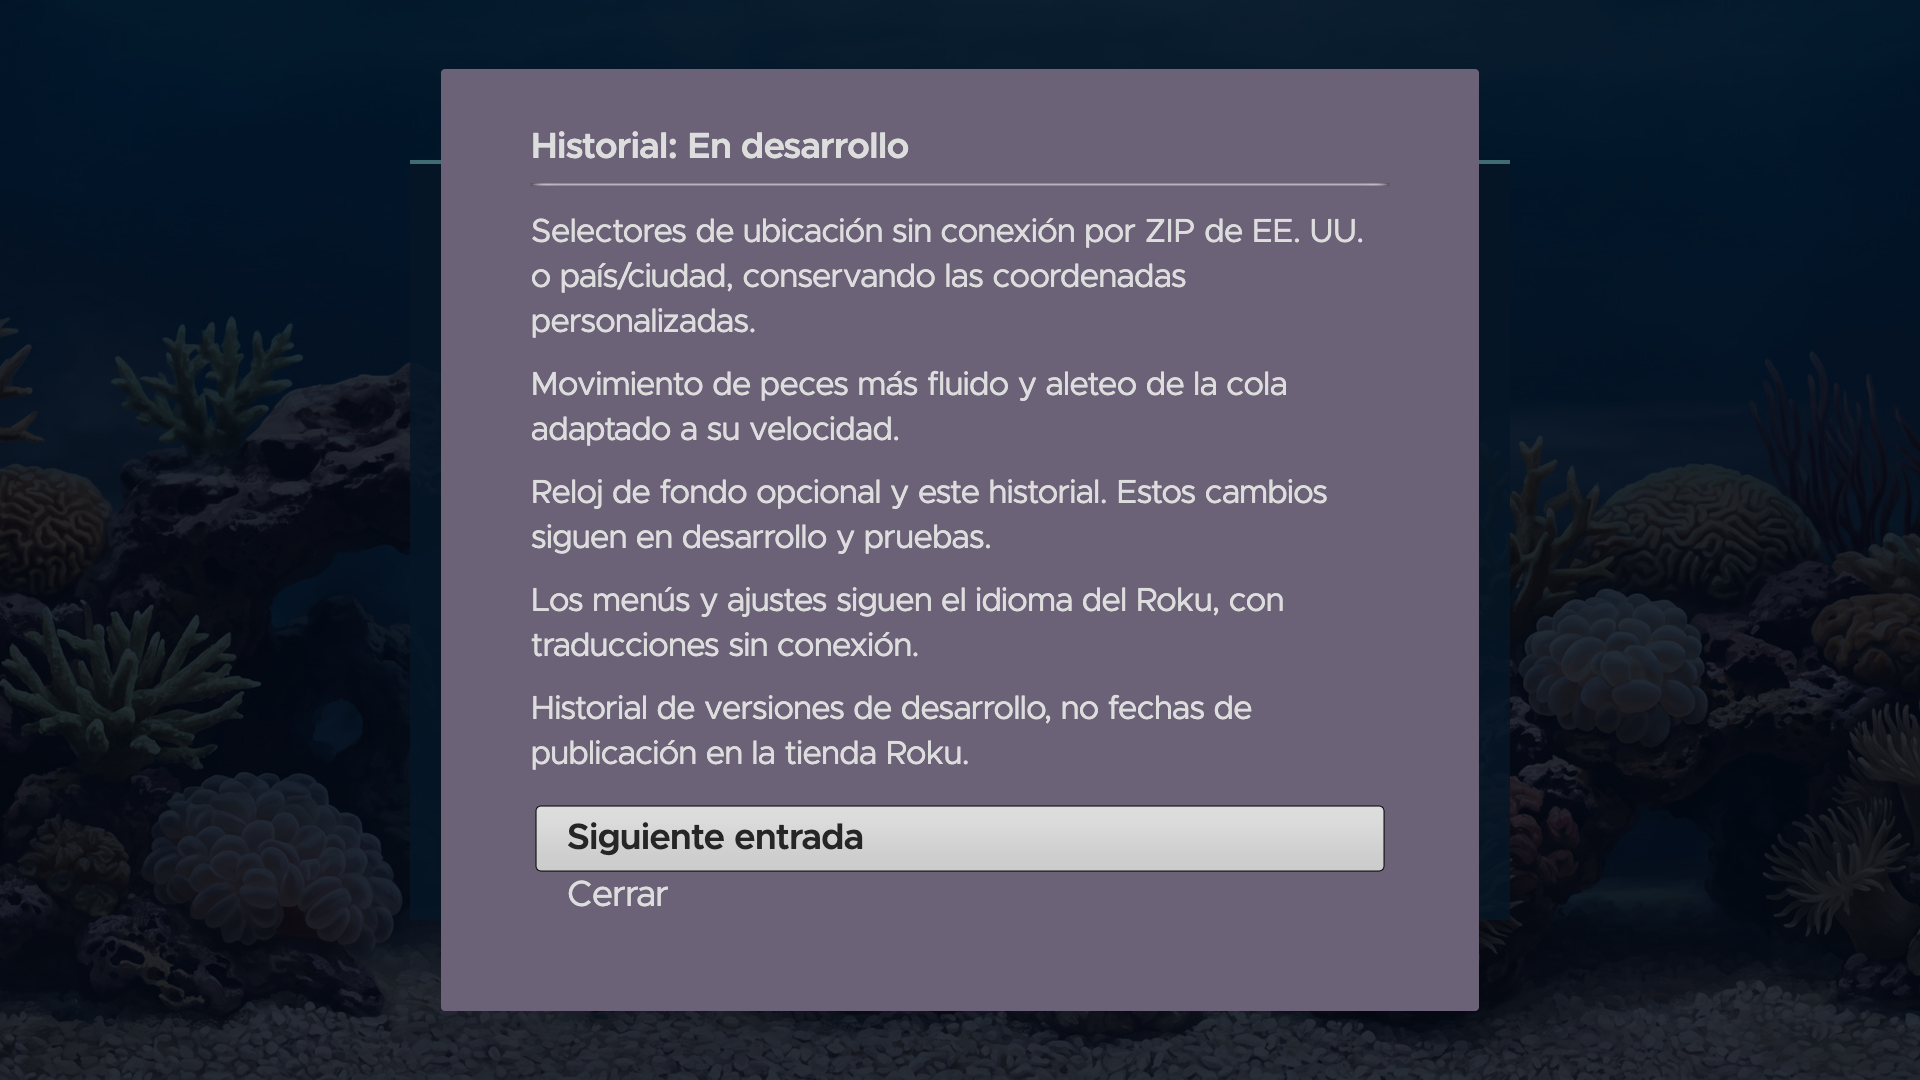 Historial: En desarrollo
Selectores de ubicación sin conexión por ZIP de EE. UU.
o país/ciudad, conservando las coordenadas
personalizadas.
Movimiento de peces más fluido y aleteo de la cola
adaptado a su velocidad.
Reloj de fondo opcional y este historial. Estos cambios
siguen en desarrollo y pruebas.
Los menús y ajustes siguen el idioma del Roku, con
traducciones sin conexión.
Historial de versiones de desarrollo, no fechas de
publicación en la tienda Roku.
Siguiente entrada
Cerrar